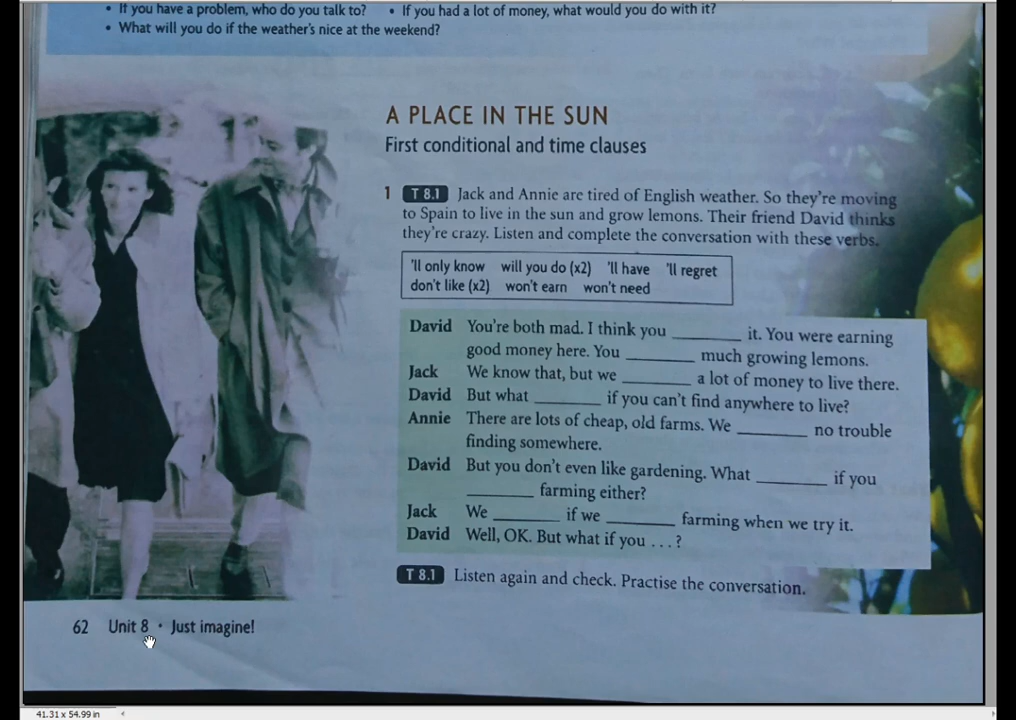 • If you have a problem, who do you talk to? • If you had a lot of money, what would you do with it?
• What will you do if the weather's nice at the weekend?
A PLACE IN THE SUN
First conditional and time clauses
1 T 8.1 Jack and Annie are tired of English weather. So they're moving
to Spain to live in the sun and grow lemons. Their friend David thinks
they're crazy. Listen and complete the conversation with these verbs.
'll only know will you do (x2) 'll have 'll regret
don't like (x2) won't earn won't need
David You're both mad. I think you ________ it. You were earning
good money here. You ________ much growing lemons.
Jack We know that, but we ________ a lot of money to live there.
David But what ________ if you can't find anywhere to live?
Annie There are lots of cheap, old farms. We ________ no trouble
finding somewhere.
David But you don't even like gardening. What ________ if you
________ farming either?
Jack We ________ if we ________ farming when we try it.
David Well, OK. But what if you . . . ?
T 8.1 Listen again and check. Practise the conversation.
62 Unit 8 · Just imagine!
41.31 x 54.99 in